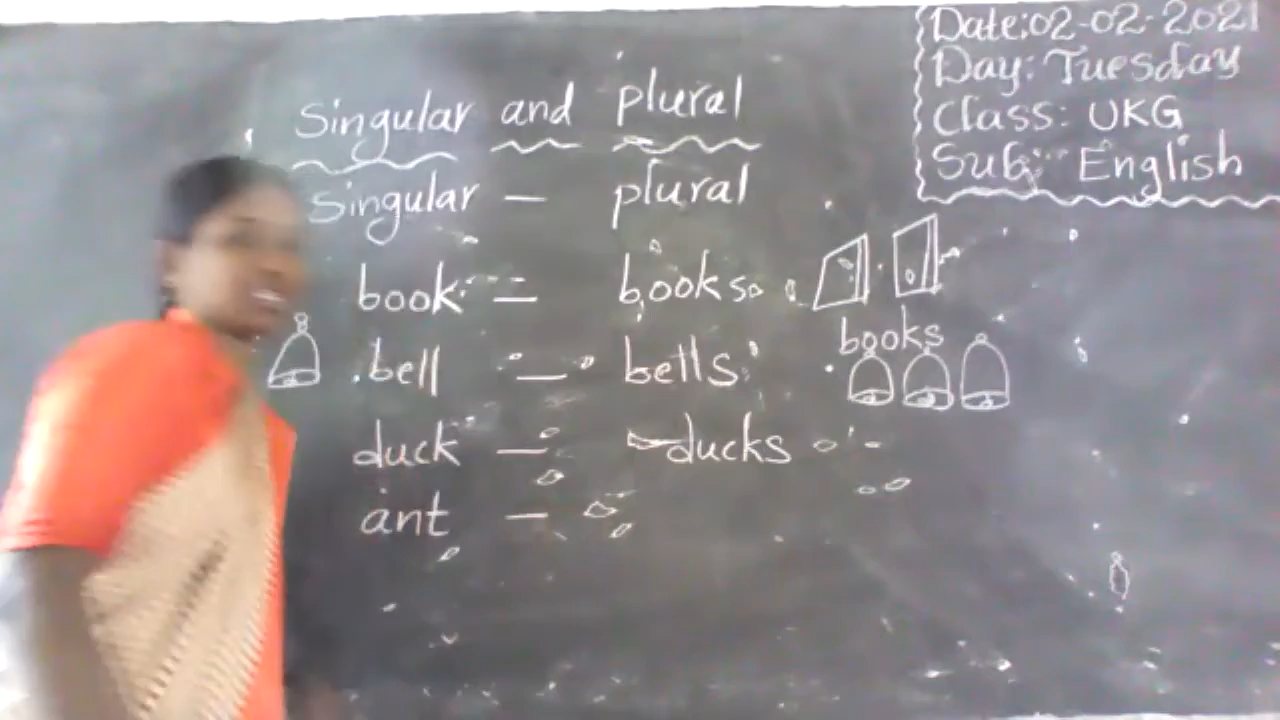 Date:02-02-2021
Day: Tuesday
Class: UKG
Sub: English
Singular and plural
Singular — plural
book — books
books
bell — bells
duck — ducks
ant —